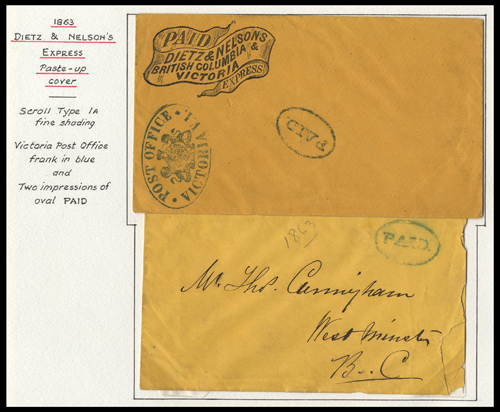 1863
DIETZ & NELSON'S
EXPRESS
Paste-up
cover
Scroll Type 1A
fine shading
Victoria Post Office
frank in blue
and
Two impressions of
oval PAID
PAID
DIETZ & NELSONS
BRITISH COLUMBIA &
VICTORIA
EXPRESS
POST OFFICE
VICTORIA V.I.
PAID.
1863
PAID.
Mr. Thos. Cunningham
West Minster
B. C